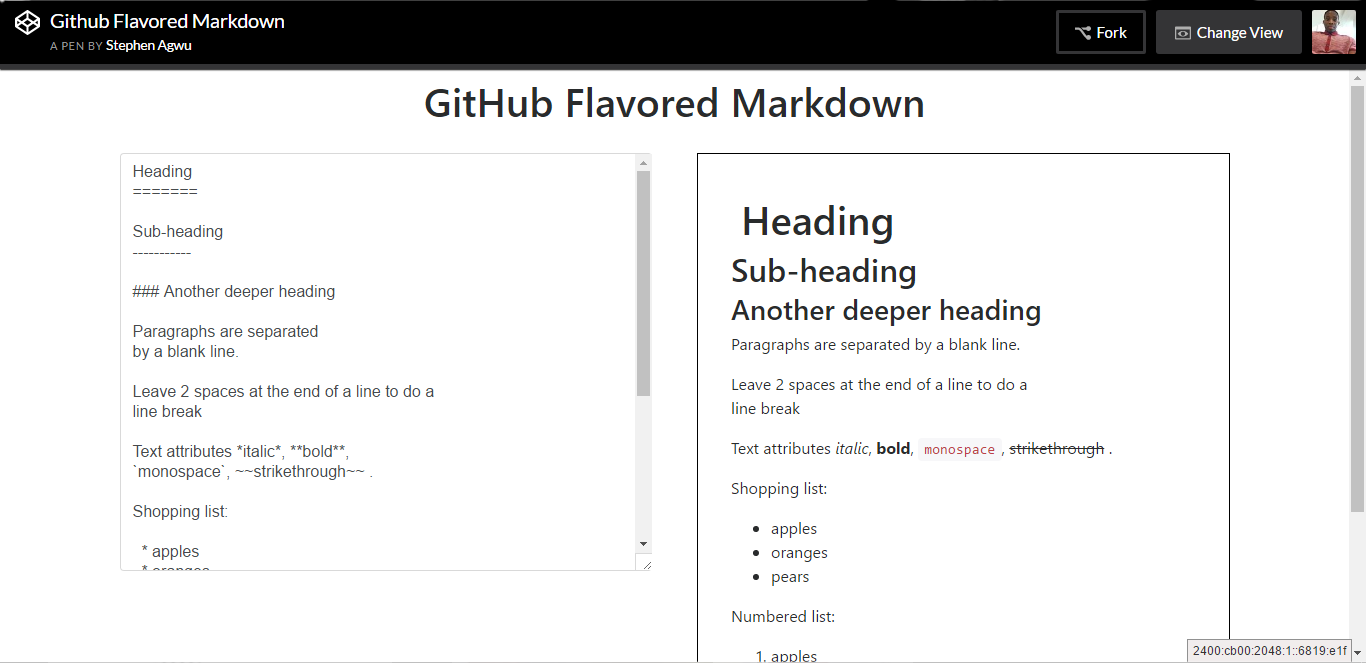 Github Flavored Markdown
A PEN BY Stephen Agwu
Fork
Change View
GitHub Flavored Markdown
Heading
=======
Sub-heading
-----------
### Another deeper heading
Paragraphs are separated
by a blank line.
Leave 2 spaces at the end of a line to do a
line break
Text attributes *italic*, **bold**,
`monospace`, ~~strikethrough~~ .
Shopping list:
* apples
* oranges
Heading
Sub-heading
Another deeper heading
Paragraphs are separated by a blank line.
Leave 2 spaces at the end of a line to do a
line break
Text attributes italic, bold, monospace , strikethrough .
Shopping list:
• apples
• oranges
• pears
Numbered list:
1. apples
2400:cb00:2048:1::6819:e1f